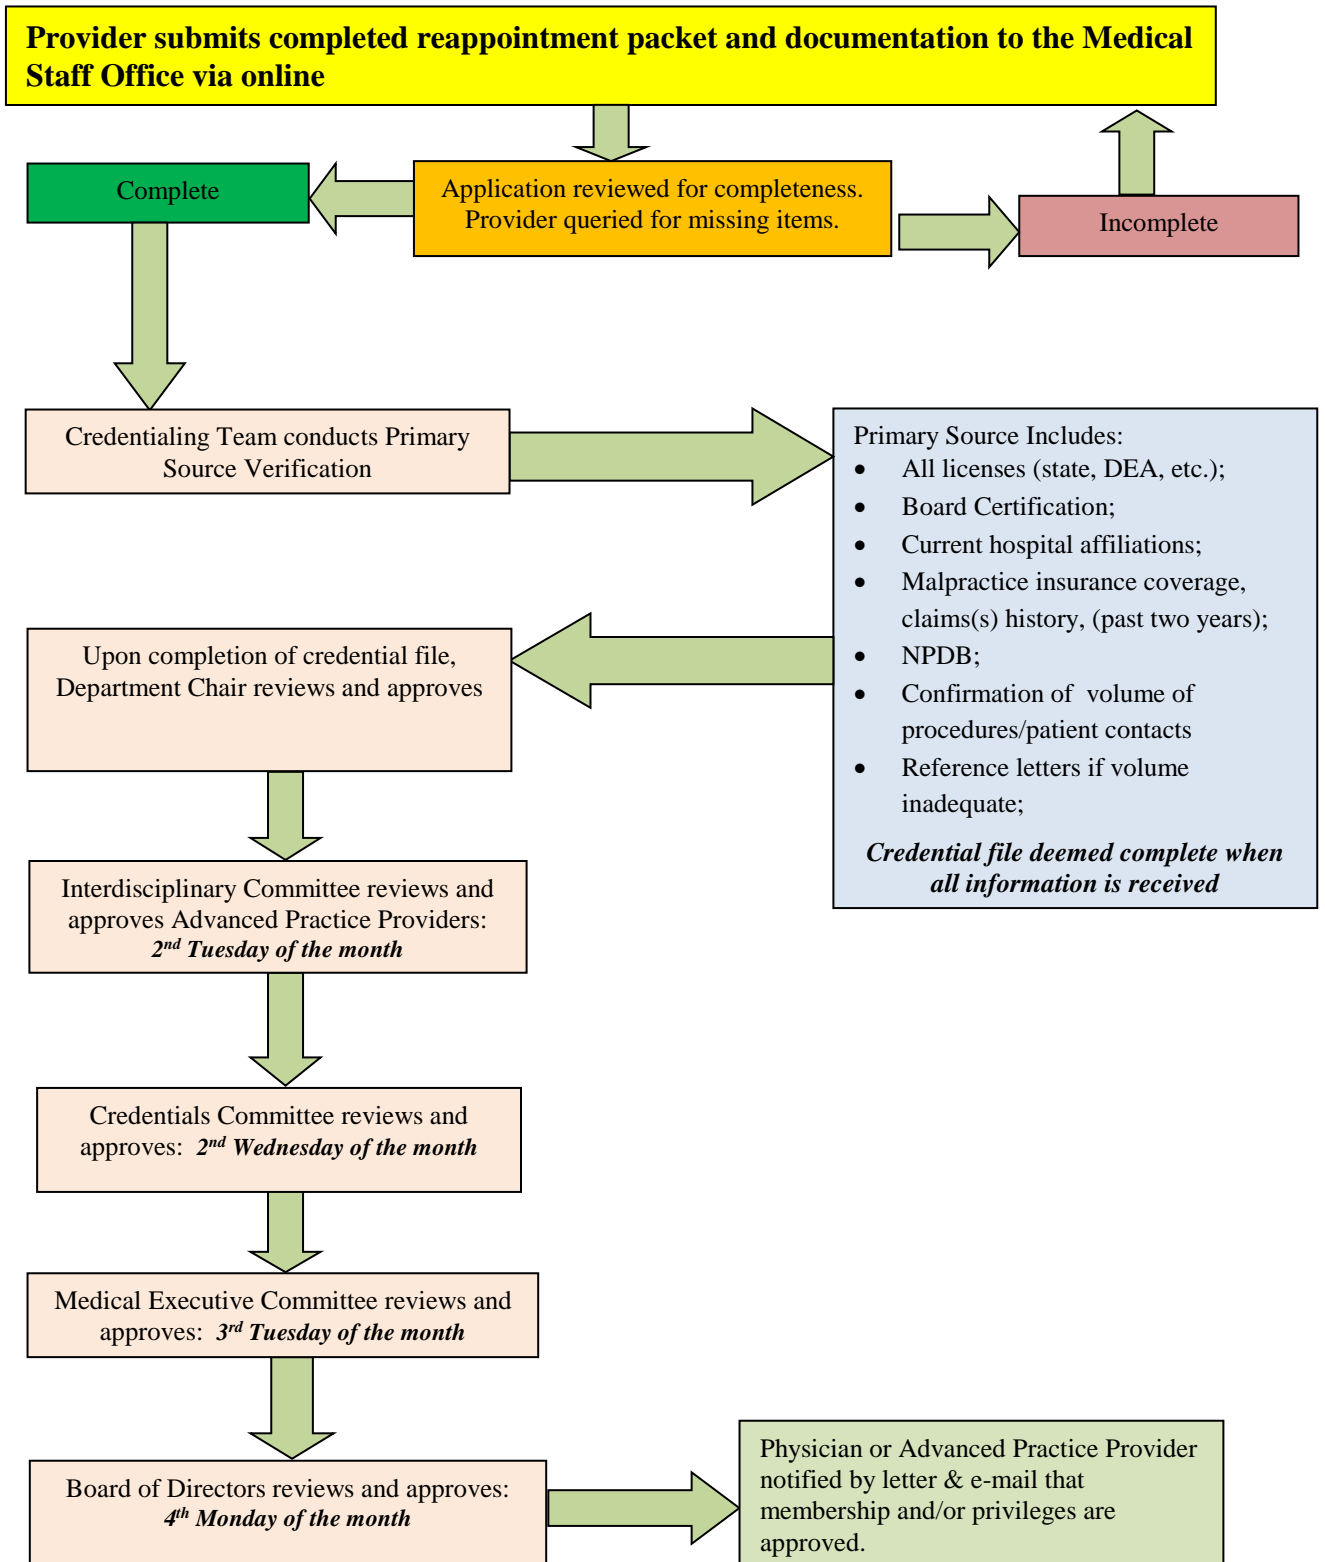 Provider submits completed reappointment packet and documentation to the Medical
Staff Office via online
Complete
Application reviewed for completeness.
Provider queried for missing items.
Incomplete
Credentialing Team conducts Primary
Source Verification
Primary Source Includes:
• All licenses (state, DEA, etc.);
• Board Certification;
• Current hospital affiliations;
• Malpractice insurance coverage,
claims(s) history, (past two years);
• NPDB;
• Confirmation of volume of
procedures/patient contacts
• Reference letters if volume
inadequate;
Credential file deemed complete when
all information is received
Upon completion of credential file,
Department Chair reviews and approves
Interdisciplinary Committee reviews and
approves Advanced Practice Providers:
2nd Tuesday of the month
Credentials Committee reviews and
approves: 2nd Wednesday of the month
Medical Executive Committee reviews and
approves: 3rd Tuesday of the month
Board of Directors reviews and approves:
4th Monday of the month
Physician or Advanced Practice Provider
notified by letter & e-mail that
membership and/or privileges are
approved.